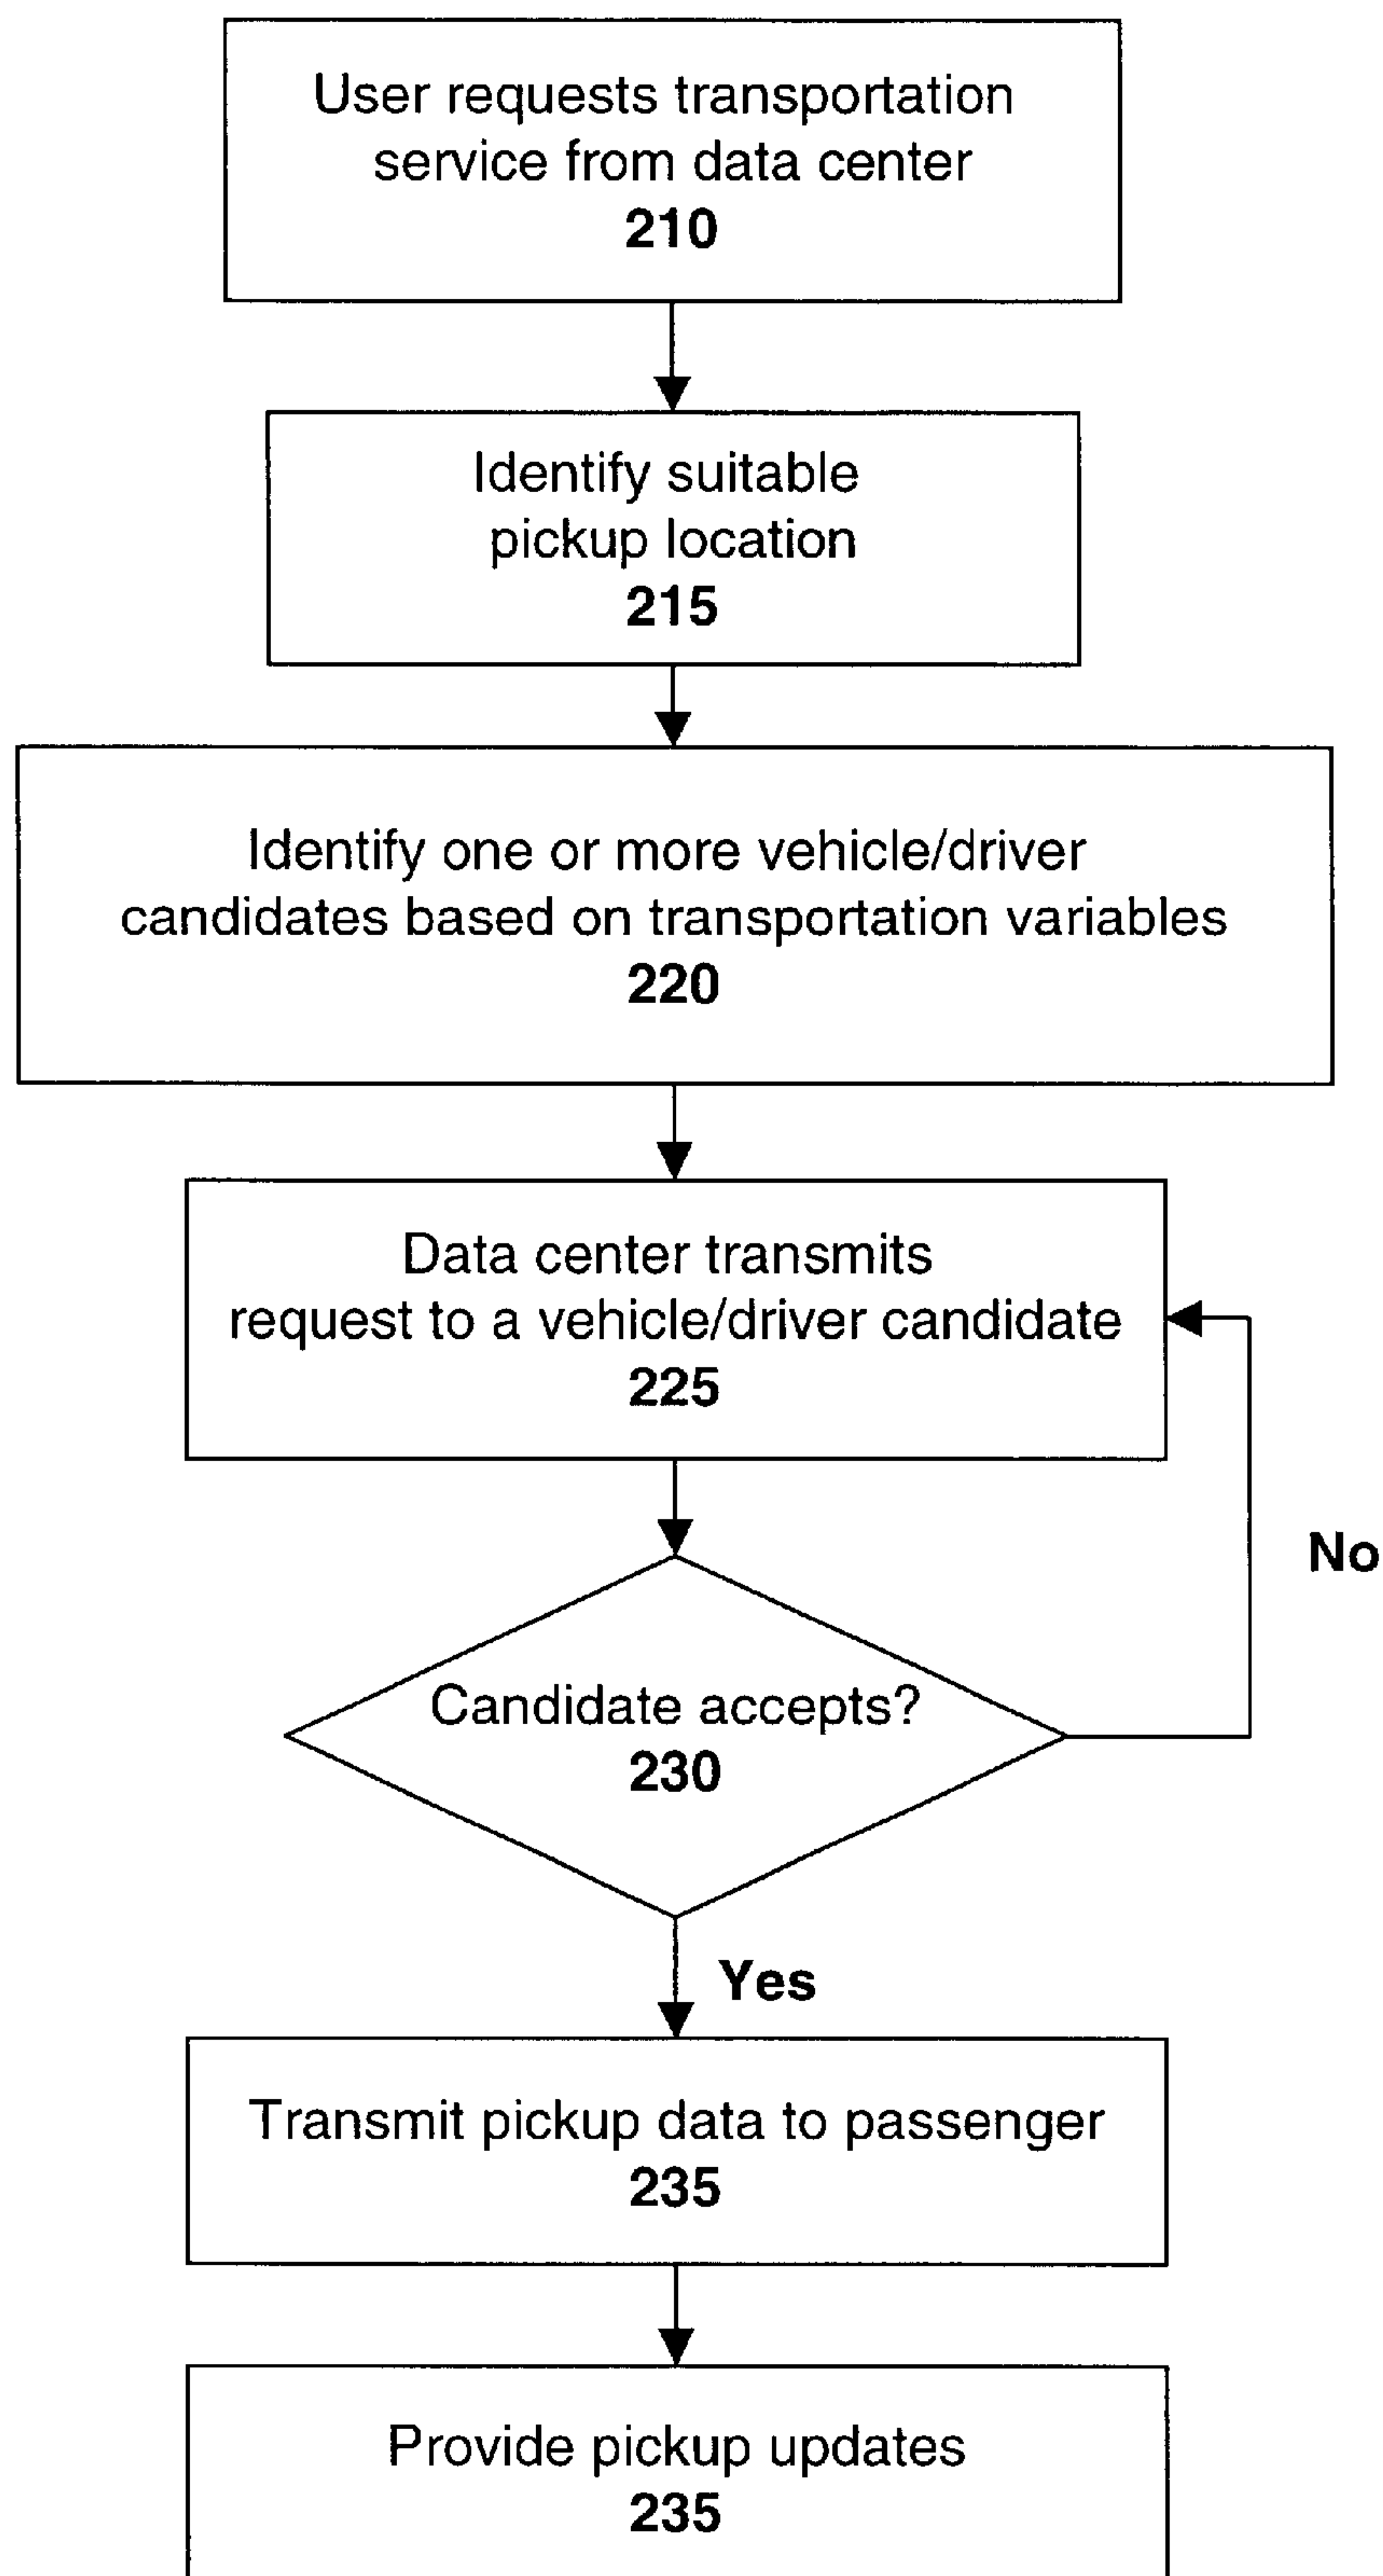 User requests transportation
service from data center
210
Identify suitable
pickup location
215
Identify one or more vehicle/driver
candidates based on transportation variables
220
Data center transmits
request to a vehicle/driver candidate
225
No
Candidate accepts?
230
Yes
Transmit pickup data to passenger
235
Provide pickup updates
235